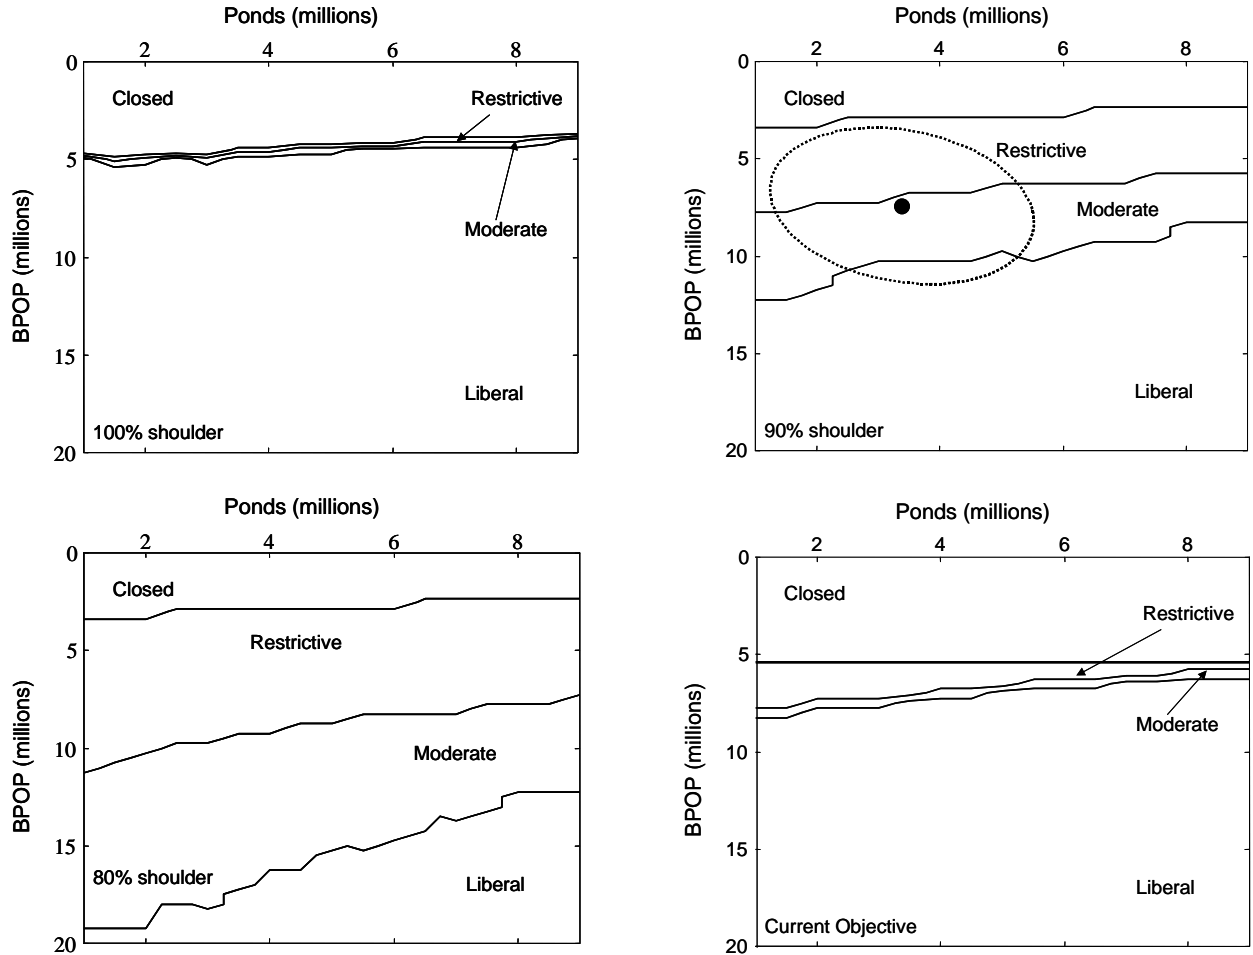 Ponds (millions)
2 4 6 8
0
Closed
Restrictive
5
Moderate
10
15
Liberal
100% shoulder
20
BPOP (millions)
Ponds (millions)
2 4 6 8
0
Closed
Restrictive
5
Moderate
10
15
Liberal
90% shoulder
20
BPOP (millions)
Ponds (millions)
2 4 6 8
0
Closed
Restrictive
5
Moderate
10
15
80% shoulder
Liberal
20
BPOP (millions)
Ponds (millions)
2 4 6 8
0
Closed
Restrictive
5
Moderate
10
15
Liberal
Current Objective
20
BPOP (millions)